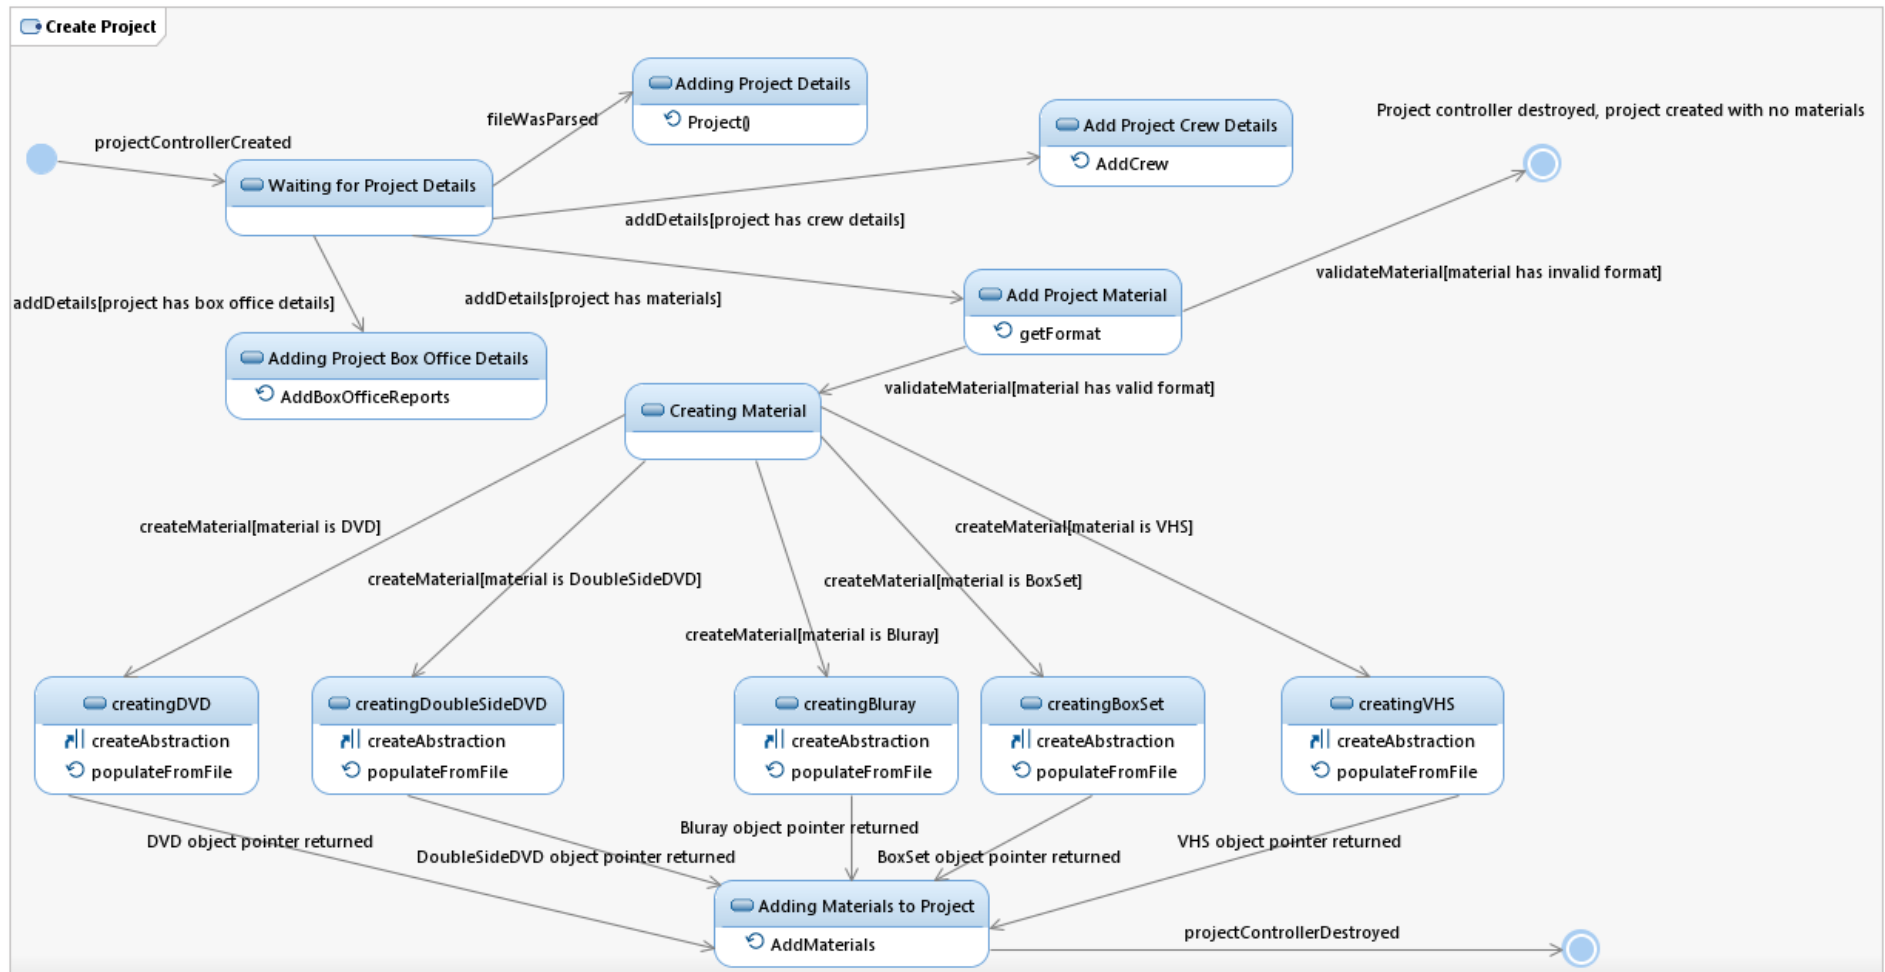 Create Project
Adding Project Details
Project()
fileWasParsed
Add Project Crew Details
AddCrew
Project controller destroyed, project created with no materials
projectControllerCreated
Waiting for Project Details
addDetails[project has crew details]
validateMaterial[material has invalid format]
addDetails[project has box office details]
addDetails[project has materials]
Add Project Material
getFormat
Adding Project Box Office Details
AddBoxOfficeReports
validateMaterial[material has valid format]
Creating Material
createMaterial[material is DVD]
createMaterial[material is VHS]
createMaterial[material is DoubleSideDVD]
createMaterial[material is BoxSet]
createMaterial[material is Bluray]
creatingDVD
createAbstraction
populateFromFile
creatingDoubleSideDVD
createAbstraction
populateFromFile
creatingBluray
createAbstraction
populateFromFile
creatingBoxSet
createAbstraction
populateFromFile
creatingVHS
createAbstraction
populateFromFile
DVD object pointer returned
DoubleSideDVD object pointer returned
Bluray object pointer returned
BoxSet object pointer returned
VHS object pointer returned
Adding Materials to Project
AddMaterials
projectControllerDestroyed